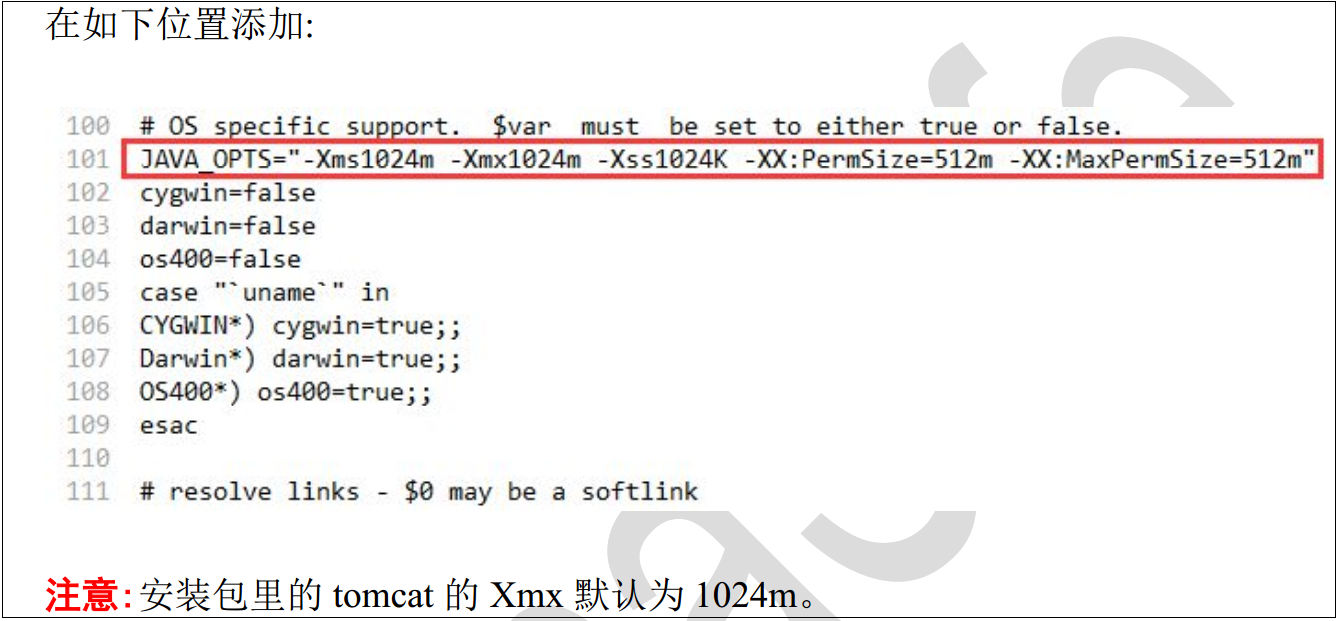 在如下位置添加:
100 # OS specific support. $var must be set to either true or false.
101 JAVA_OPTS="-Xms1024m -Xmx1024m -Xss1024K -XX:PermSize=512m -XX:MaxPermSize=512m"
102 cygwin=false
103 darwin=false
104 os400=false
105 case "`uname`" in
106 CYGWIN*) cygwin=true;;
107 Darwin*) darwin=true;;
108 OS400*) os400=true;;
109 esac
110
111 # resolve links - $0 may be a softlink
注意:安装包里的 tomcat 的 Xmx 默认为 1024m。